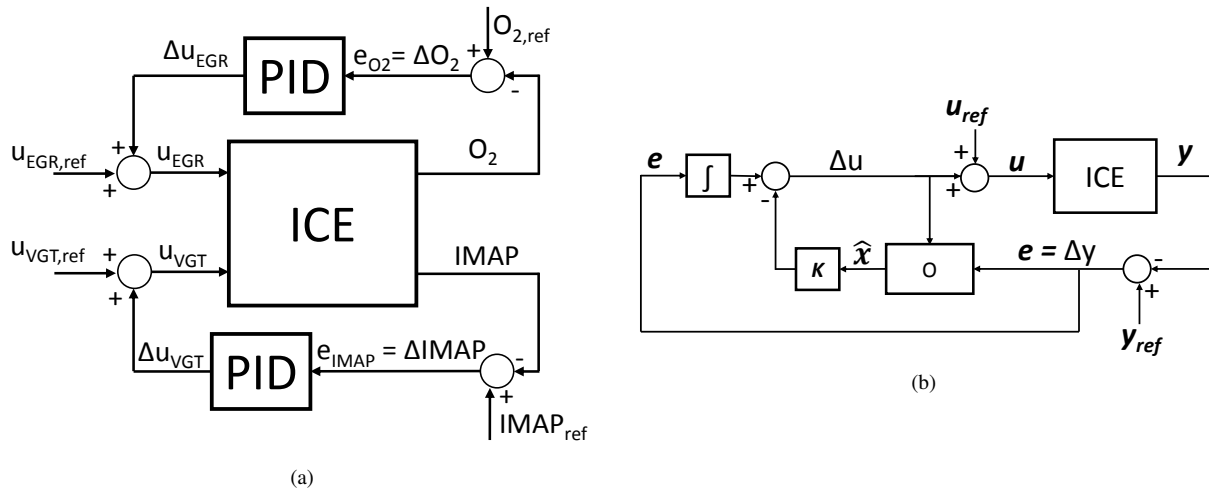 O2,ref
+
ΔuEGR
PID
eO2= ΔO2
-
+
uEGR,ref
+
uEGR
O2
ICE
uVGT,ref
+
uVGT
IMAP
+
ΔuVGT
PID
eIMAP = ΔIMAP
-
+
IMAPref
(a)
uref
e
∫
+
-
Δu
+
+
u
ICE
y
K
x̂
O
e = Δy
-
+
yref
(b)